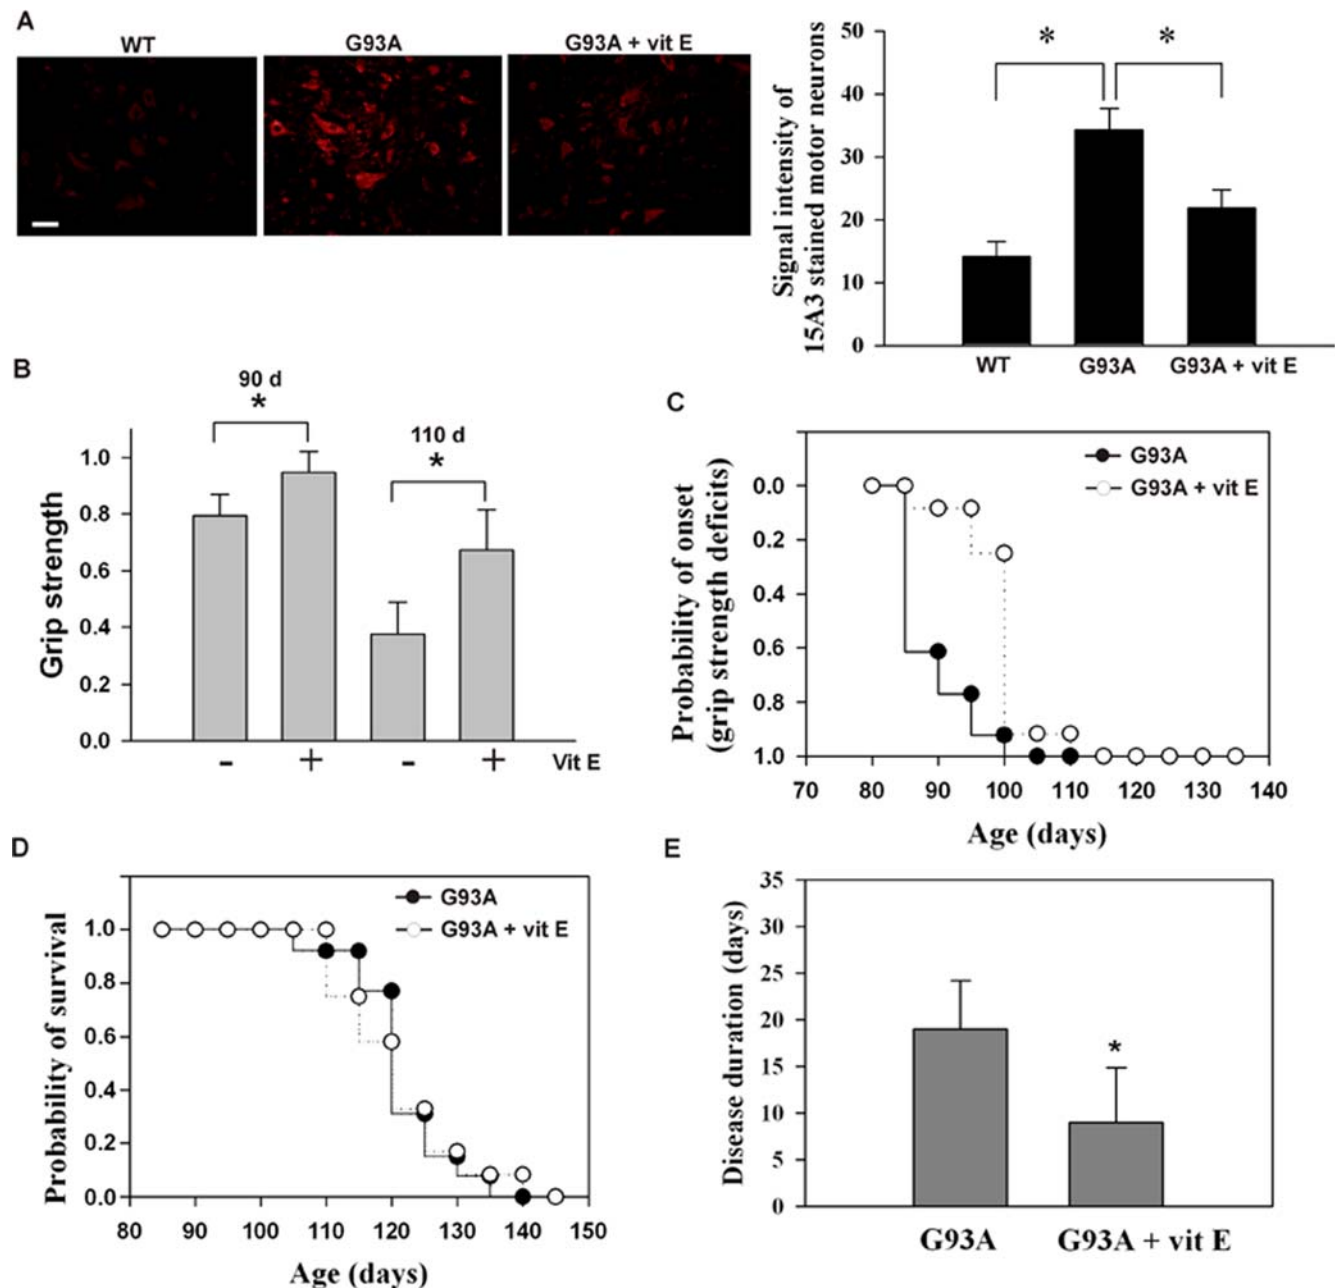 A
WT
G93A
G93A + vit E
Signal intensity of
15A3 stained motor neurons
50
40
30
20
10
0
*
*
WT
G93A
G93A + vit E
B
90 d
*
110 d
*
Grip strength
1.0
0.8
0.6
0.4
0.2
0.0
-
+
-
+
Vit E
C
G93A
G93A + vit E
Probability of onset
(grip strength deficits)
0.0
0.2
0.4
0.6
0.8
1.0
70 80 90 100 110 120 130 140
Age (days)
D
G93A
G93A + vit E
Probability of survival
1.0
0.8
0.6
0.4
0.2
0.0
80 90 100 110 120 130 140 150
Age (days)
E
Disease duration (days)
35
30
25
20
15
10
5
0
*
G93A
G93A + vit E